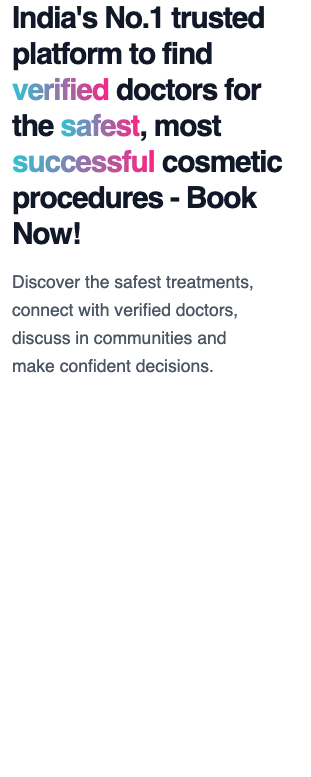 India's No.1 trusted
platform to find
verified doctors for
the safest, most
successful cosmetic
procedures - Book
Now!
Discover the safest treatments,
connect with verified doctors,
discuss in communities and
make confident decisions.